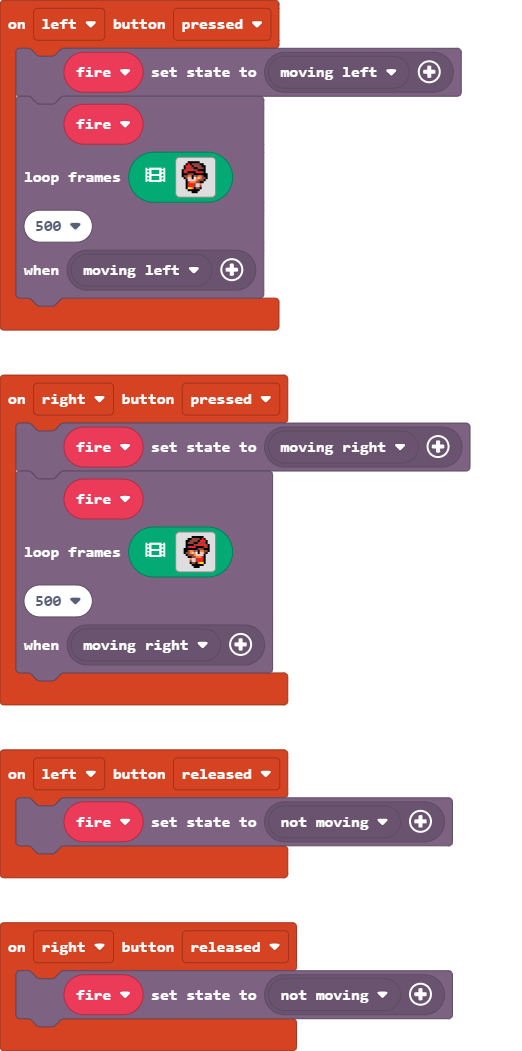 on left button pressed
fire set state to moving left
fire
loop frames
500
when moving left
on right button pressed
fire set state to moving right
fire
loop frames
500
when moving right
on left button released
fire set state to not moving
on right button released
fire set state to not moving